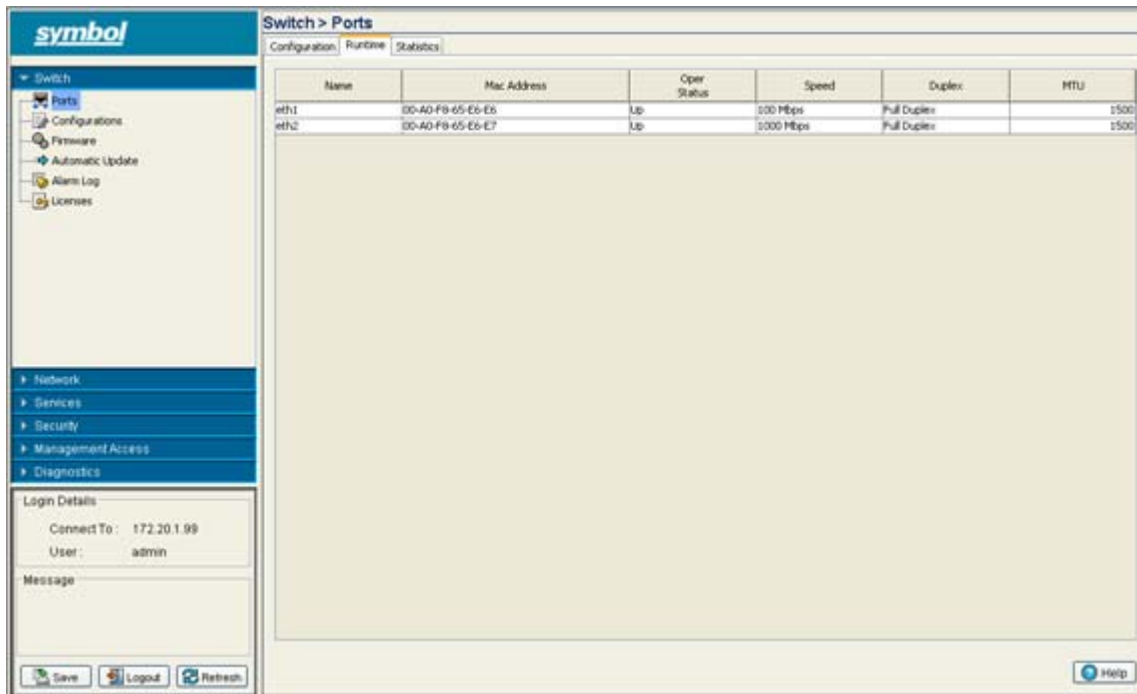 symbol
Switch > Ports
Configuration Runtime Statistics
Switch
Ports
Configurations
Firmware
Automatic Update
Alarm Log
Licenses
Name Mac Address Oper Status Speed Duplex MTU
eth1 00-A0-F8-65-E6-E6 Up 100 Mbps Full Duplex 1500
eth2 00-A0-F8-65-E6-E7 Up 1000 Mbps Full Duplex 1500
Network
Services
Security
Management Access
Diagnostics
Login Details
Connect To : 172.20.1.99
User : admin
Message
Save Logout Refresh
Help